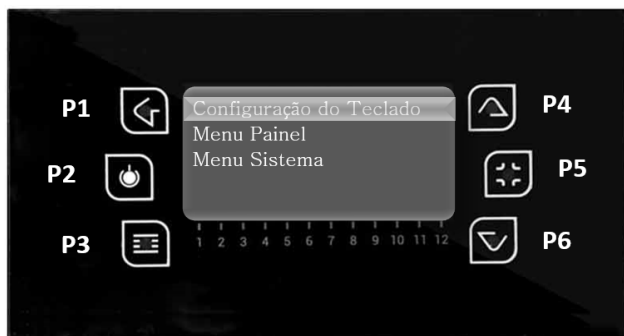 P1
Configuração do Teclado
P4
Menu Painel
P2
Menu Sistema
P5
P3
1 2 3 4 5 6 7 8 9 10 11 12
P6